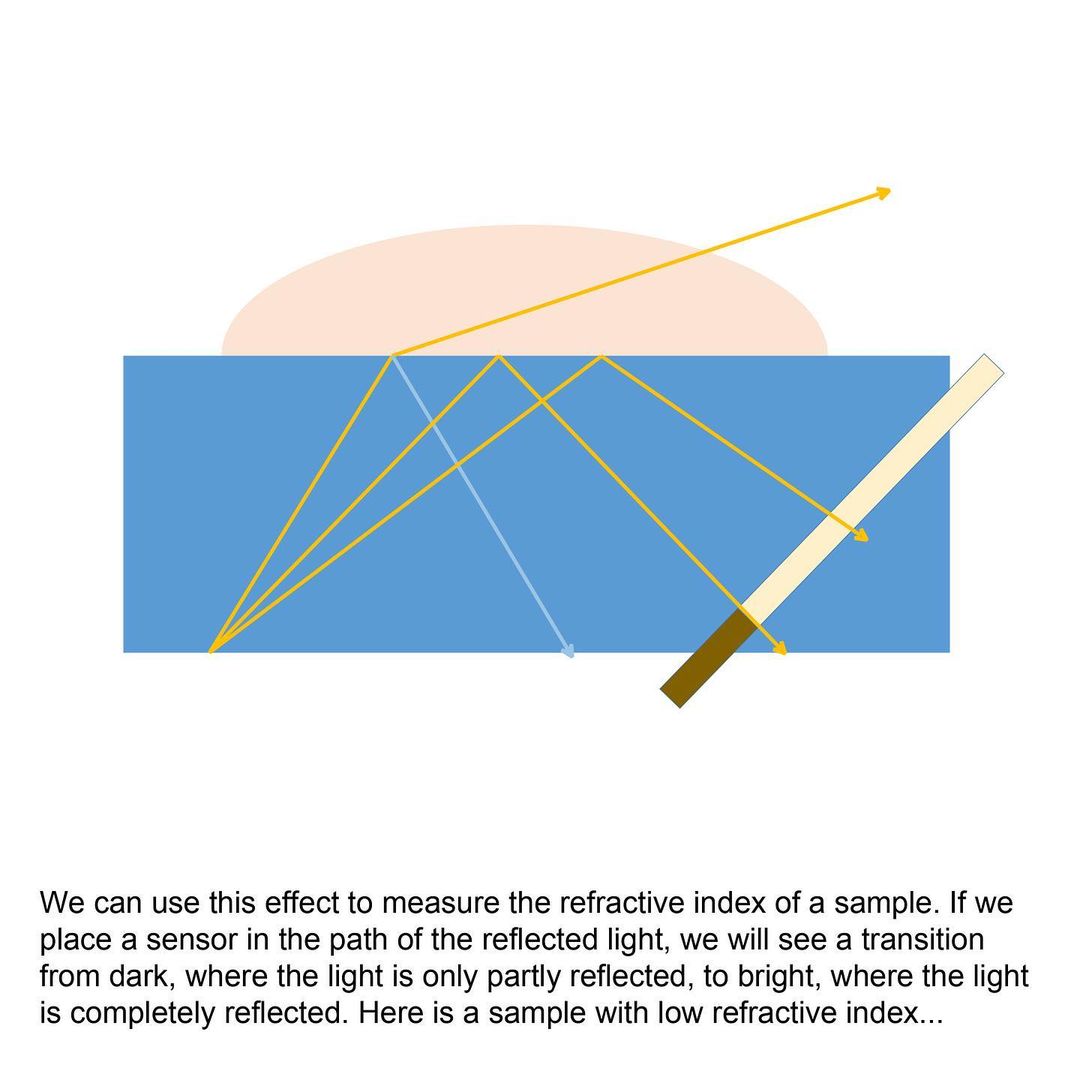 We can use this effect to measure the refractive index of a sample. If we
place a sensor in the path of the reflected light, we will see a transition
from dark, where the light is only partly reflected, to bright, where the light
is completely reflected. Here is a sample with low refractive index...